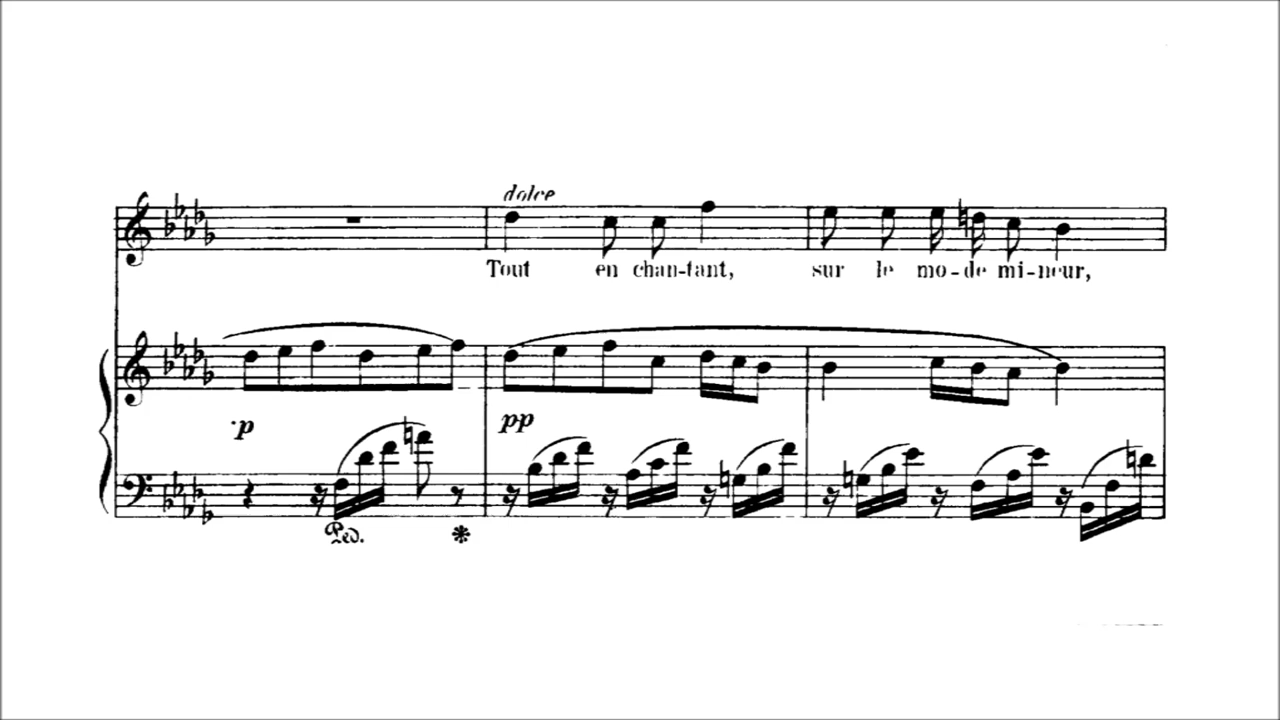 dolce
Tout en chan-tant, sur le mo-de mi-neur,
p
pp
Ped.